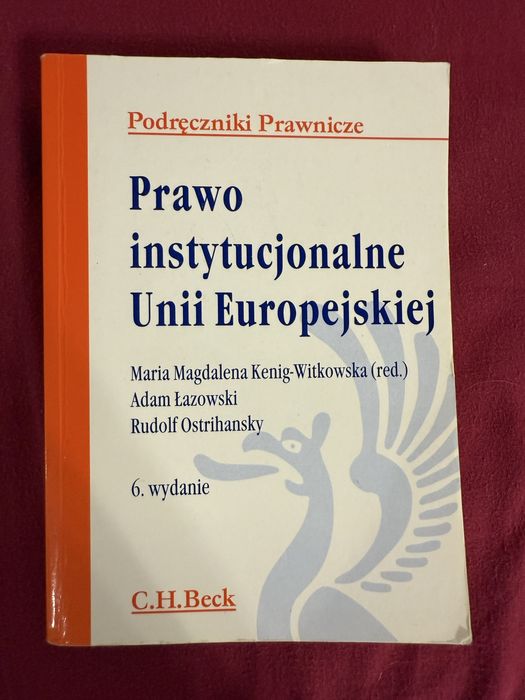 Podręczniki Prawnicze
Prawo
instytucjonalne
Unii Europejskiej
Maria Magdalena Kenig-Witkowska (red.)
Adam Łazowski
Rudolf Ostrihansky
6. wydanie
C.H.Beck